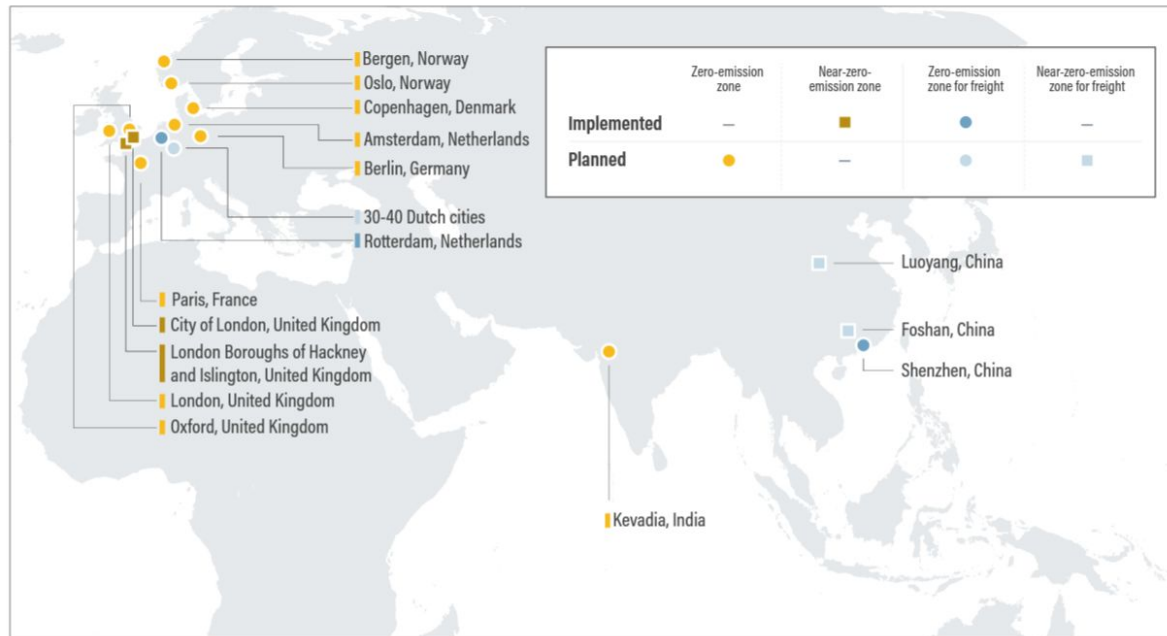 Bergen, Norway
Oslo, Norway
Copenhagen, Denmark
Amsterdam, Netherlands
Berlin, Germany
30-40 Dutch cities
Rotterdam, Netherlands
Paris, France
City of London, United Kingdom
London Boroughs of Hackney
and Islington, United Kingdom
London, United Kingdom
Oxford, United Kingdom
Zero-emission
zone
Near-zero-
emission zone
Zero-emission
zone for freight
Near-zero-emission
zone for freight
Implemented – –
Planned –
Luoyang, China
Foshan, China
Shenzhen, China
Kevadia, India